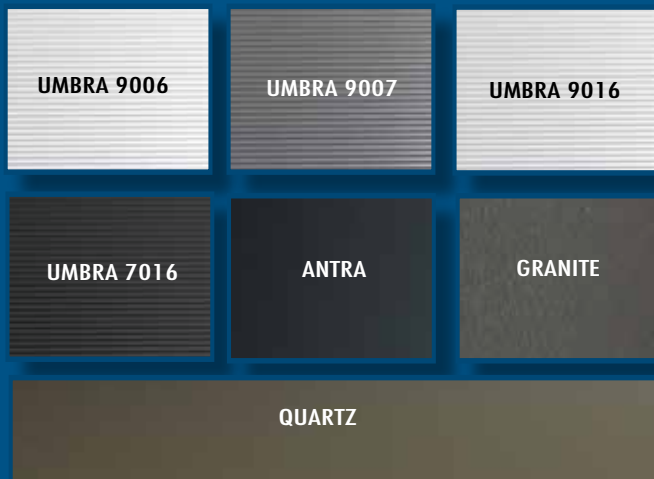 UMBRA 9006
UMBRA 9007
UMBRA 9016
UMBRA 7016
ANTRA
GRANITE
QUARTZ